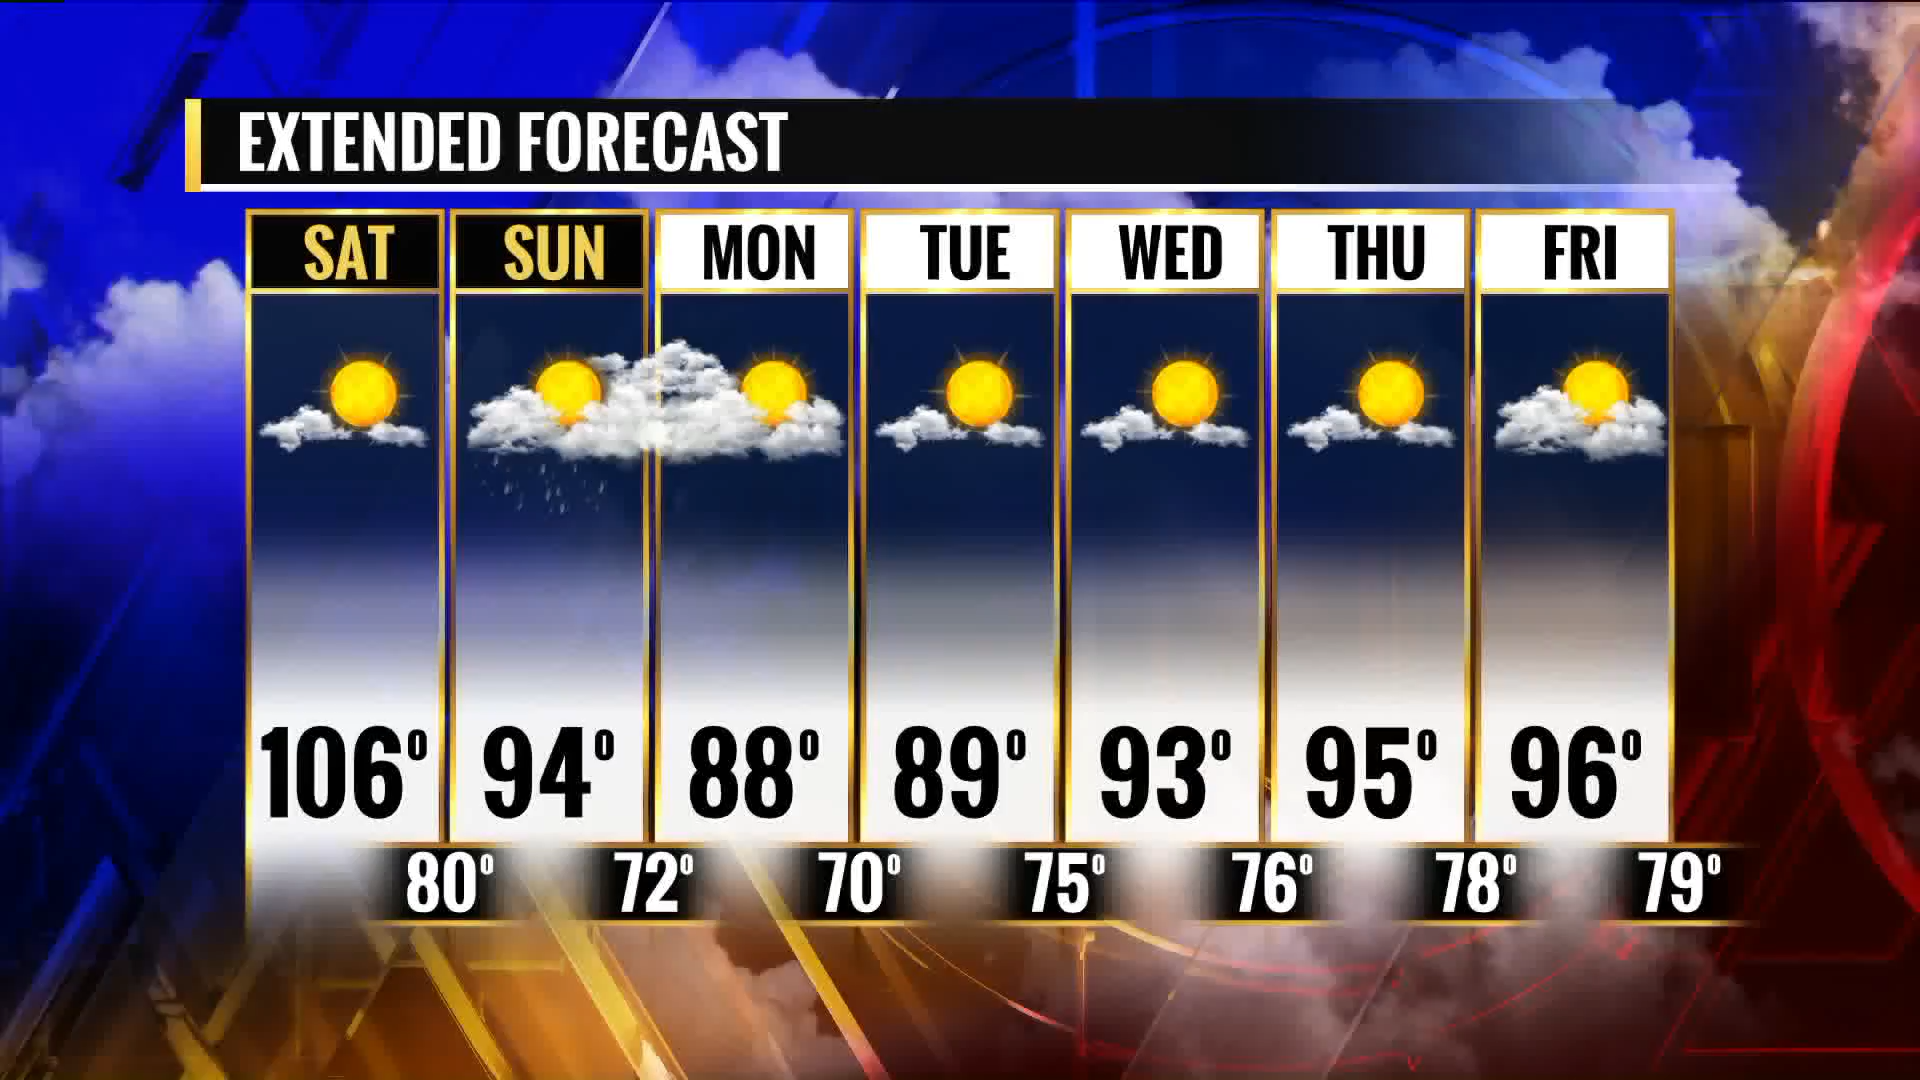 EXTENDED FORECAST
SAT SUN MON TUE WED THU FRI
106° 94° 88° 89° 93° 95° 96°
80° 72° 70° 75° 76° 78° 79°